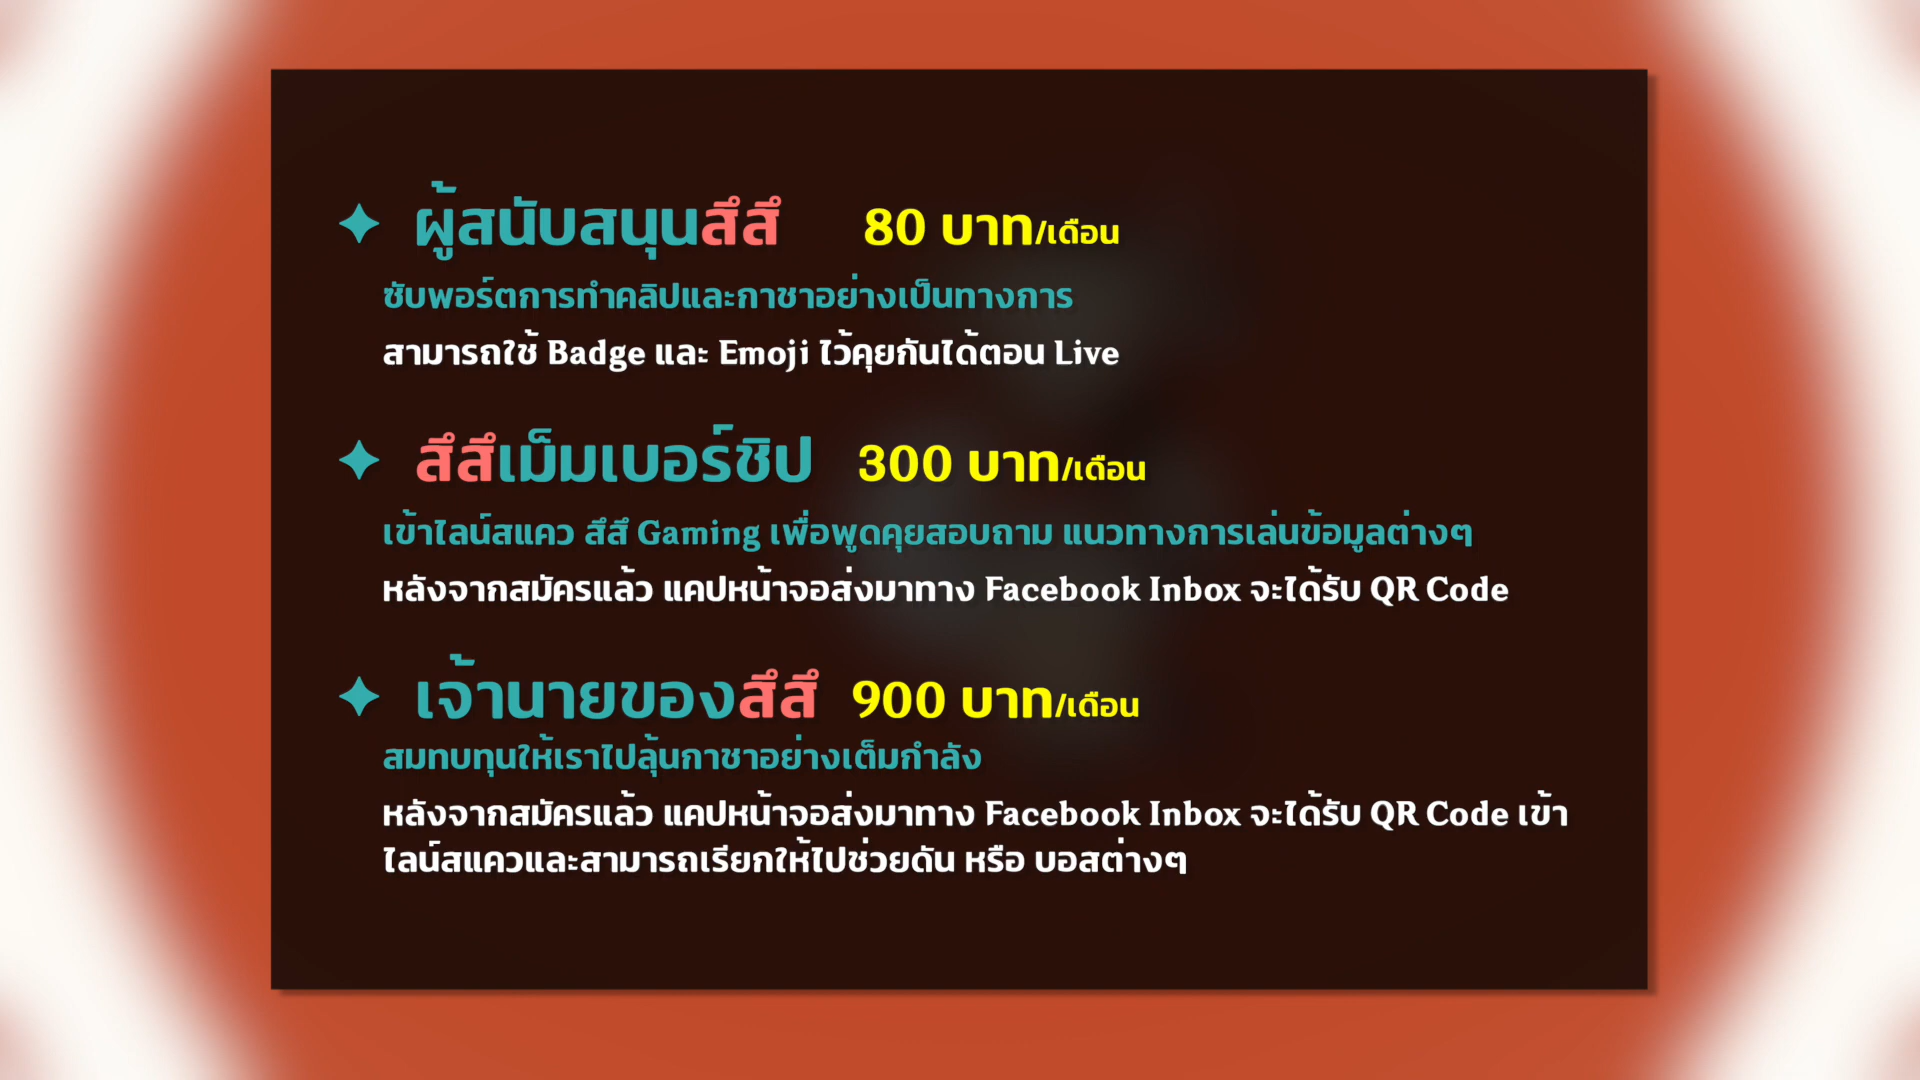 ✦ ผู้สนับสนุนสึสึ 80 บาท/เดือน
ซับพอร์ตการทำคลิปและกาชาอย่างเป็นทางการ
สามารถใช้ Badge และ Emoji ไว้คุยกันได้ตอน Live
✦ สึสึเม็มเบอร์ชิป 300 บาท/เดือน
เข้าไลน์สแคว สึสึ Gaming เพื่อพูดคุยสอบถาม แนวทางการเล่นข้อมูลต่างๆ
หลังจากสมัครแล้ว แคปหน้าจอส่งมาทาง Facebook Inbox จะได้รับ QR Code
✦ เจ้านายของสึสึ 900 บาท/เดือน
สมทบทุนให้เราไปลุ้นกาชาอย่างเต็มกำลัง
หลังจากสมัครแล้ว แคปหน้าจอส่งมาทาง Facebook Inbox จะได้รับ QR Code เข้า
ไลน์สแควและสามารถเรียกให้ไปช่วยดัน หรือ บอสต่างๆ